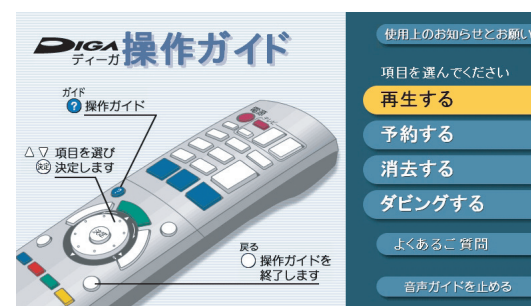 DIGA 操作ガイド
ディーガ
ガイド
? 操作ガイド
電源
△ ▽ 項目を選び
決定 決定します
決定
戻る
○ 操作ガイドを
終了します
使用上のお知らせとお願い
項目を選んでください
再生する
予約する
消去する
ダビングする
よくあるご質問
音声ガイドを止める